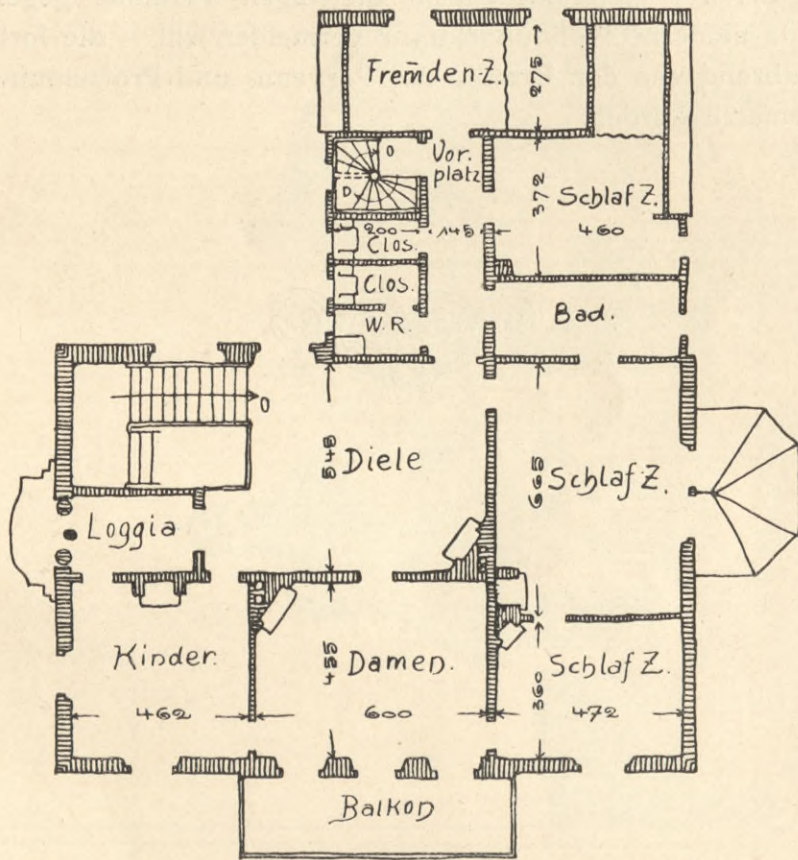 Fremden-Z.
275
O
Vor.
platz
D
372
Schlaf Z.
200
145
460
Clos.
Clos.
W.R.
Bad.
O
545
Diele
665
Schlaf Z.
Loggia
Kinder.
455
Damen.
360
Schlaf Z.
462
600
472
Balkon